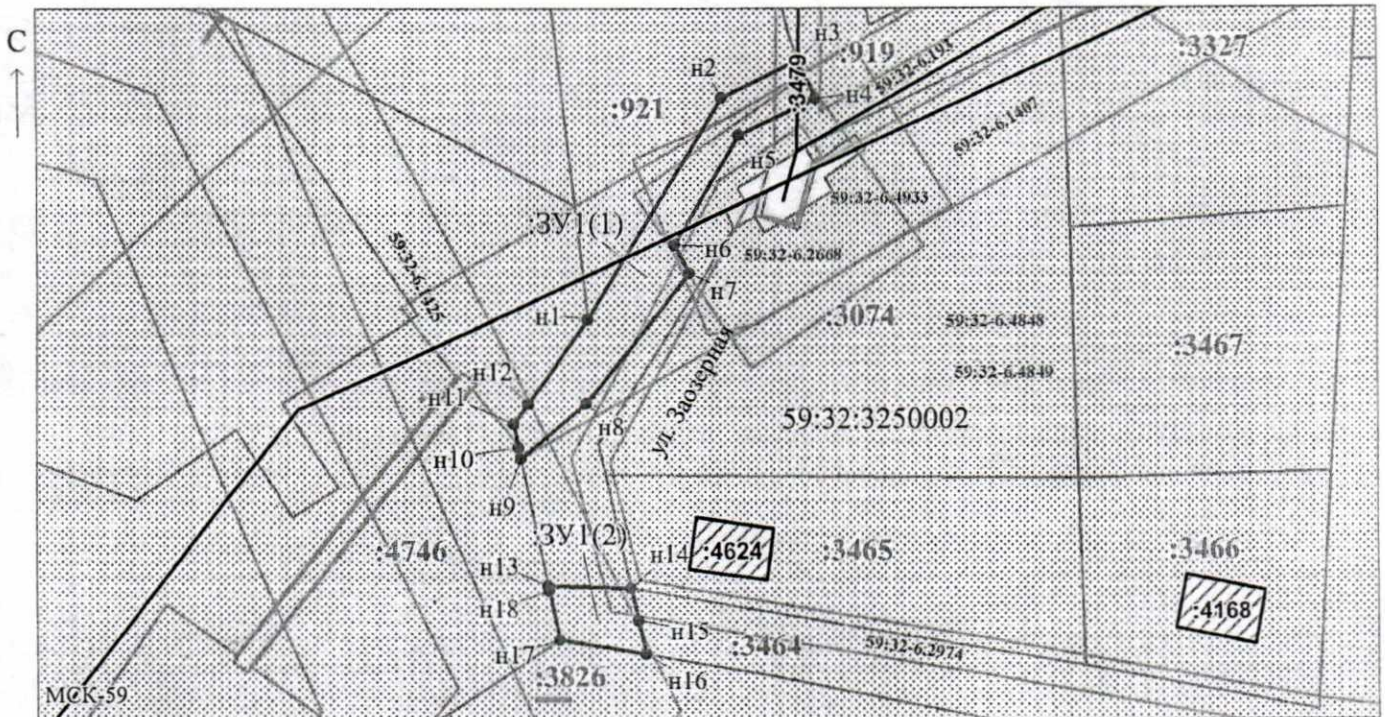 С
н3
:919
59:32-6.193
:3327
н2
:3479
н4
:921
59:32-6.1407
н5
59:32-6.4933
:ЗУ1(1)
н6
59:32-6.2668
59:32-6.1425
н7
н1
:3074
59:32-6.4848
:3467
н12
59:32-6.4849
н11
н8
ул. Заозерная
59:32:3250002
н10
н9
:ЗУ1(2)
:4746
н14
:4624
:3465
:3466
н13
н18
:4168
н15
:3464
59:32-6.2974
н17
:3826
н16
МСК-59